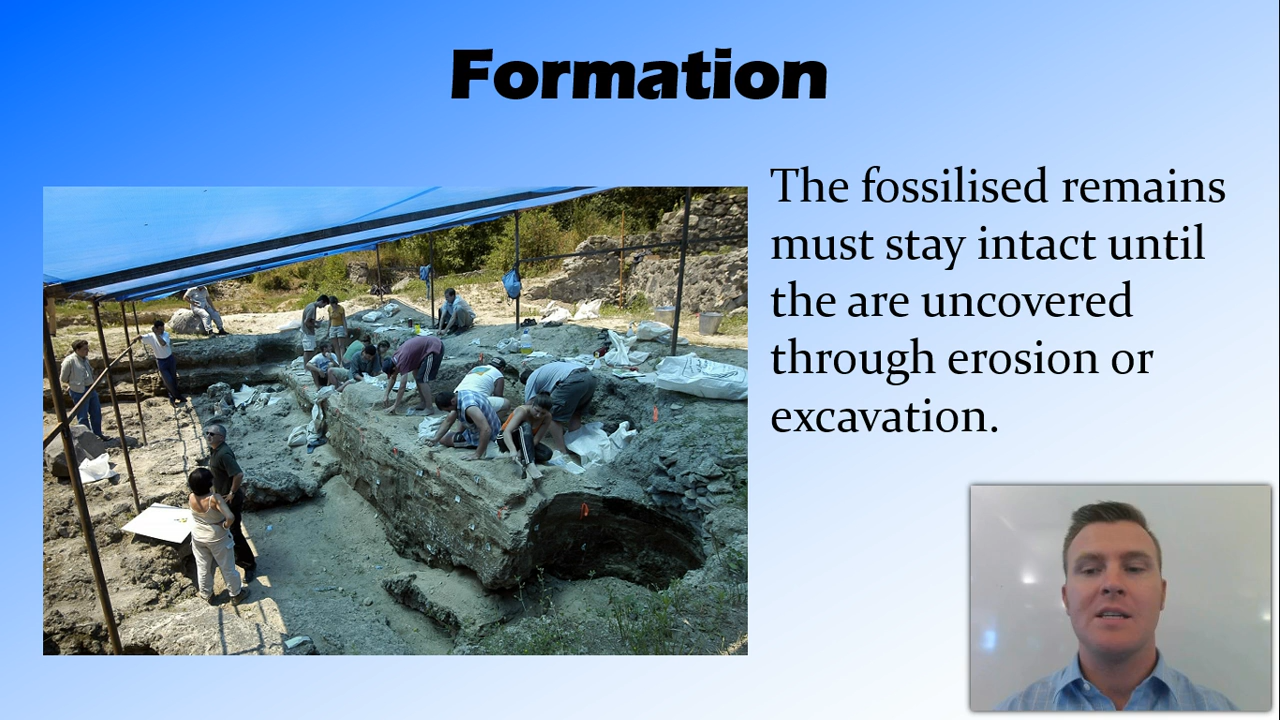 Formation
The fossilised remains
must stay intact until
the are uncovered
through erosion or
excavation.